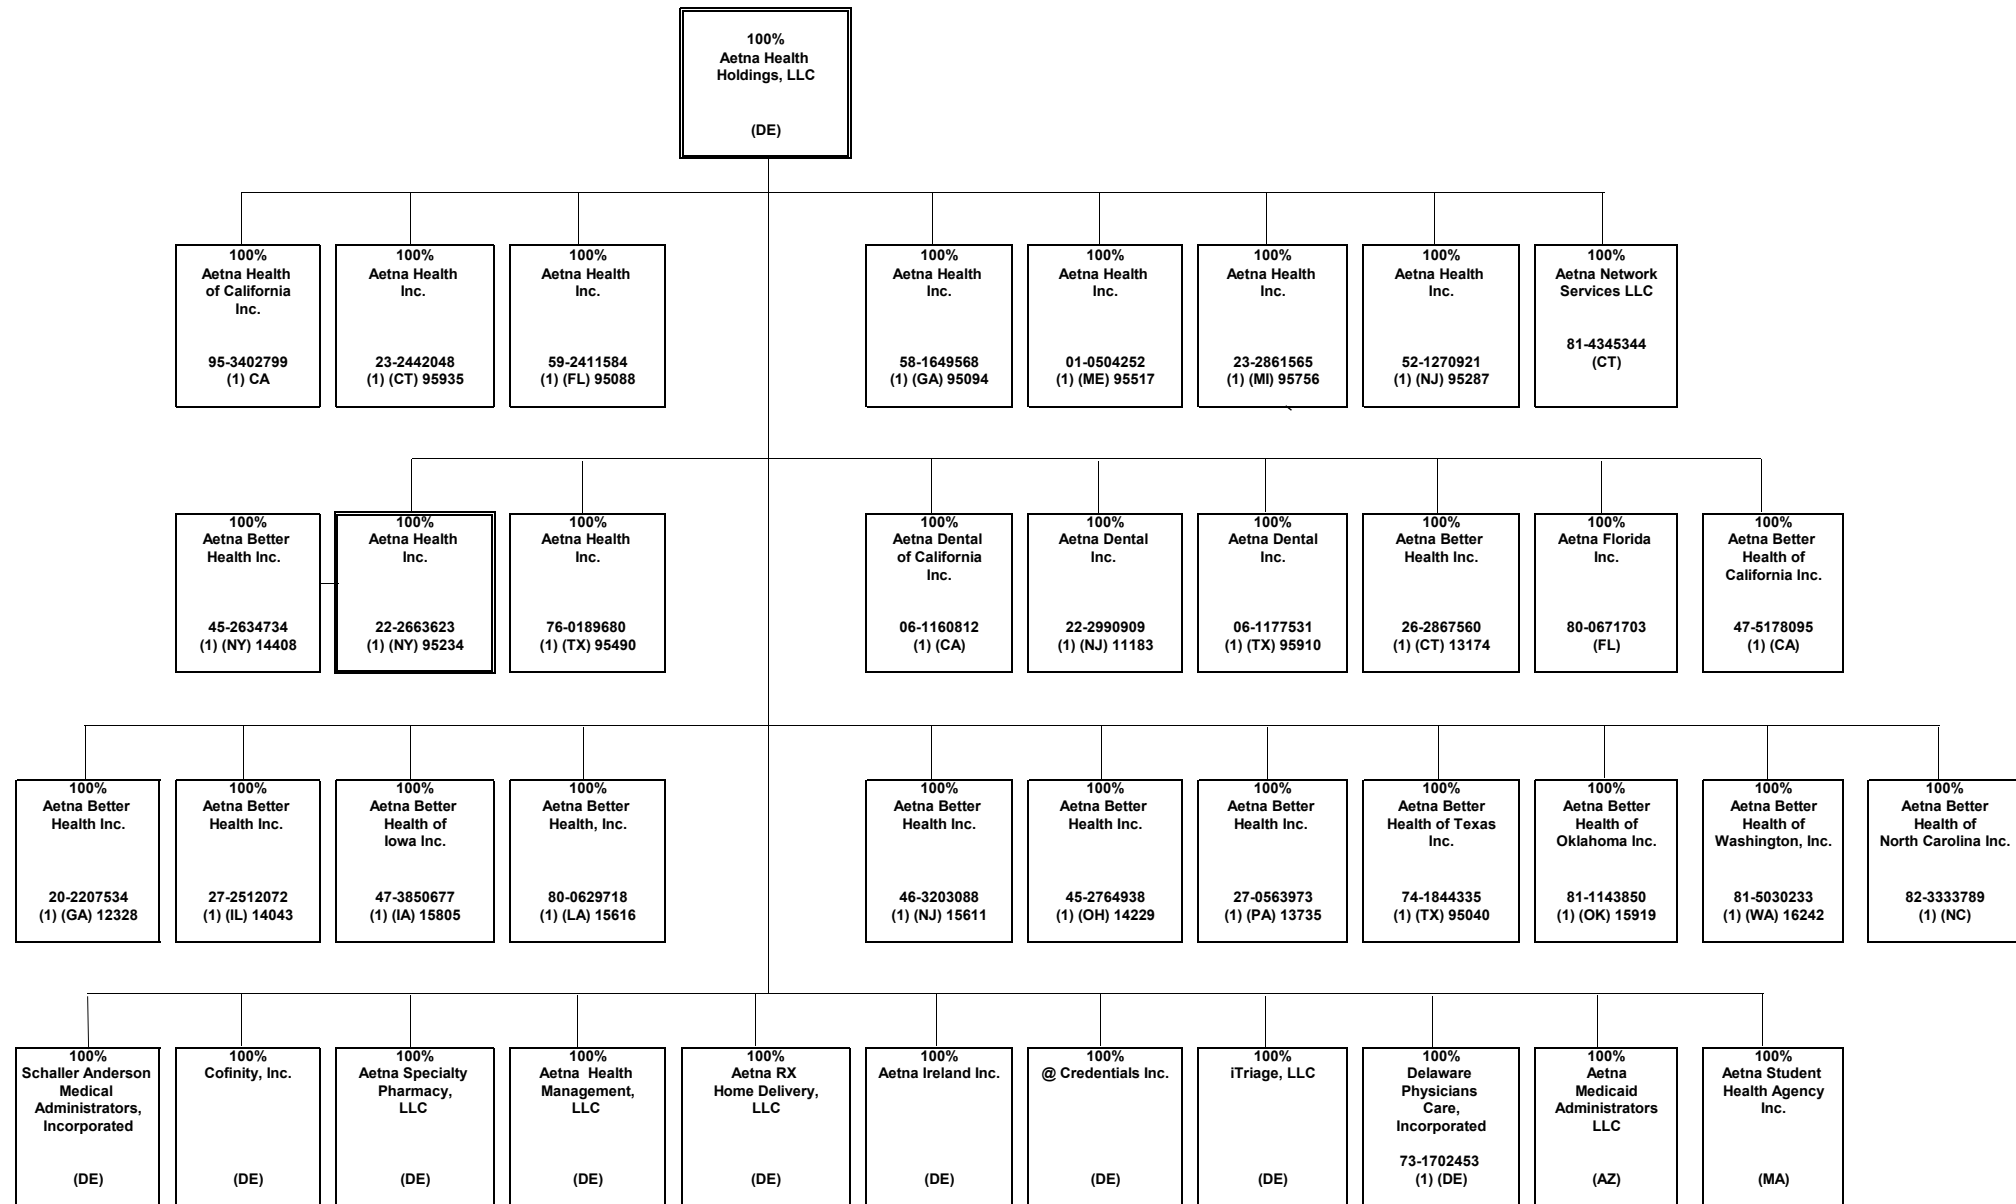 100%
Aetna Health
Holdings, LLC
(DE)
100%
Aetna Health
of California
Inc.
95-3402799
(1) CA
100%
Aetna Health
Inc.
23-2442048
(1) (CT) 95935
100%
Aetna Health
Inc.
59-2411584
(1) (FL) 95088
100%
Aetna Health
Inc.
58-1649568
(1) (GA) 95094
100%
Aetna Health
Inc.
01-0504252
(1) (ME) 95517
100%
Aetna Health
Inc.
23-2861565
(1) (MI) 95756
100%
Aetna Health
Inc.
52-1270921
(1) (NJ) 95287
100%
Aetna Network
Services LLC
81-4345344
(CT)
100%
Aetna Better
Health Inc.
45-2634734
(1) (NY) 14408
100%
Aetna Health
Inc.
22-2663623
(1) (NY) 95234
100%
Aetna Health
Inc.
76-0189680
(1) (TX) 95490
100%
Aetna Dental
of California
Inc.
06-1160812
(1) (CA)
100%
Aetna Dental
Inc.
22-2990909
(1) (NJ) 11183
100%
Aetna Dental
Inc.
06-1177531
(1) (TX) 95910
100%
Aetna Better
Health Inc.
26-2867560
(1) (CT) 13174
100%
Aetna Florida
Inc.
80-0671703
(FL)
100%
Aetna Better
Health of
California Inc.
47-5178095
(1) (CA)
100%
Aetna Better
Health Inc.
20-2207534
(1) (GA) 12328
100%
Aetna Better
Health Inc.
27-2512072
(1) (IL) 14043
100%
Aetna Better
Health of
Iowa Inc.
47-3850677
(1) (IA) 15805
100%
Aetna Better
Health, Inc.
80-0629718
(1) (LA) 15616
100%
Aetna Better
Health Inc.
46-3203088
(1) (NJ) 15611
100%
Aetna Better
Health Inc.
45-2764938
(1) (OH) 14229
100%
Aetna Better
Health Inc.
27-0563973
(1) (PA) 13735
100%
Aetna Better
Health of Texas
Inc.
74-1844335
(1) (TX) 95040
100%
Aetna Better
Health of
Oklahoma Inc.
81-1143850
(1) (OK) 15919
100%
Aetna Better
Health of
Washington, Inc.
81-5030233
(1) (WA) 16242
100%
Aetna Better
Health of
North Carolina Inc.
82-3333789
(1) (NC)
100%
Schaller Anderson
Medical
Administrators,
Incorporated
(DE)
100%
Cofinity, Inc.
(DE)
100%
Aetna Specialty
Pharmacy,
LLC
(DE)
100%
Aetna Health
Management,
LLC
(DE)
100%
Aetna RX
Home Delivery,
LLC
(DE)
100%
Aetna Ireland Inc.
(DE)
100%
@ Credentials Inc.
(DE)
100%
iTriage, LLC
(DE)
100%
Delaware
Physicians
Care,
Incorporated
73-1702453
(1) (DE)
100%
Aetna
Medicaid
Administrators
LLC
(AZ)
100%
Aetna Student
Health Agency
Inc.
(MA)